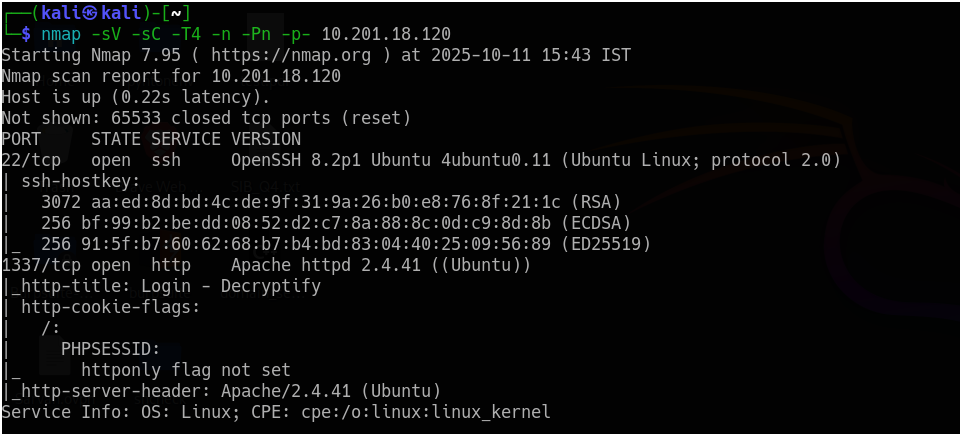 ┌──(kali㉿kali)-[~]
└─$ nmap -sV -sC -T4 -n -Pn -p- 10.201.18.120
Starting Nmap 7.95 ( https://nmap.org ) at 2025-10-11 15:43 IST
Nmap scan report for 10.201.18.120
Host is up (0.22s latency).
Not shown: 65533 closed tcp ports (reset)
PORT     STATE SERVICE VERSION
22/tcp   open  ssh     OpenSSH 8.2p1 Ubuntu 4ubuntu0.11 (Ubuntu Linux; protocol 2.0)
| ssh-hostkey:
|   3072 aa:ed:8d:bd:4c:de:9f:31:9a:26:b0:e8:76:8f:21:1c (RSA)
|   256 bf:99:b2:be:dd:08:52:d2:c7:8a:88:8c:0d:c9:8d:8b (ECDSA)
|_  256 91:5f:b7:60:62:68:b7:b4:bd:83:04:40:25:09:56:89 (ED25519)
1337/tcp open  http    Apache httpd 2.4.41 ((Ubuntu))
|_http-title: Login - Decryptify
| http-cookie-flags:
|   /:
|     PHPSESSID:
|_      httponly flag not set
|_http-server-header: Apache/2.4.41 (Ubuntu)
Service Info: OS: Linux; CPE: cpe:/o:linux:linux_kernel